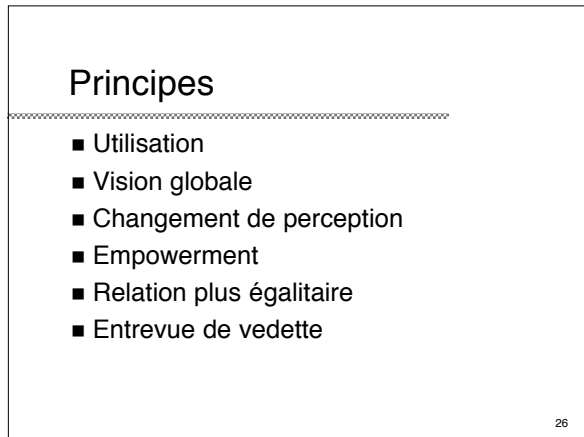 Principes
■ Utilisation
■ Vision globale
■ Changement de perception
■ Empowerment
■ Relation plus égalitaire
■ Entrevue de vedette
26